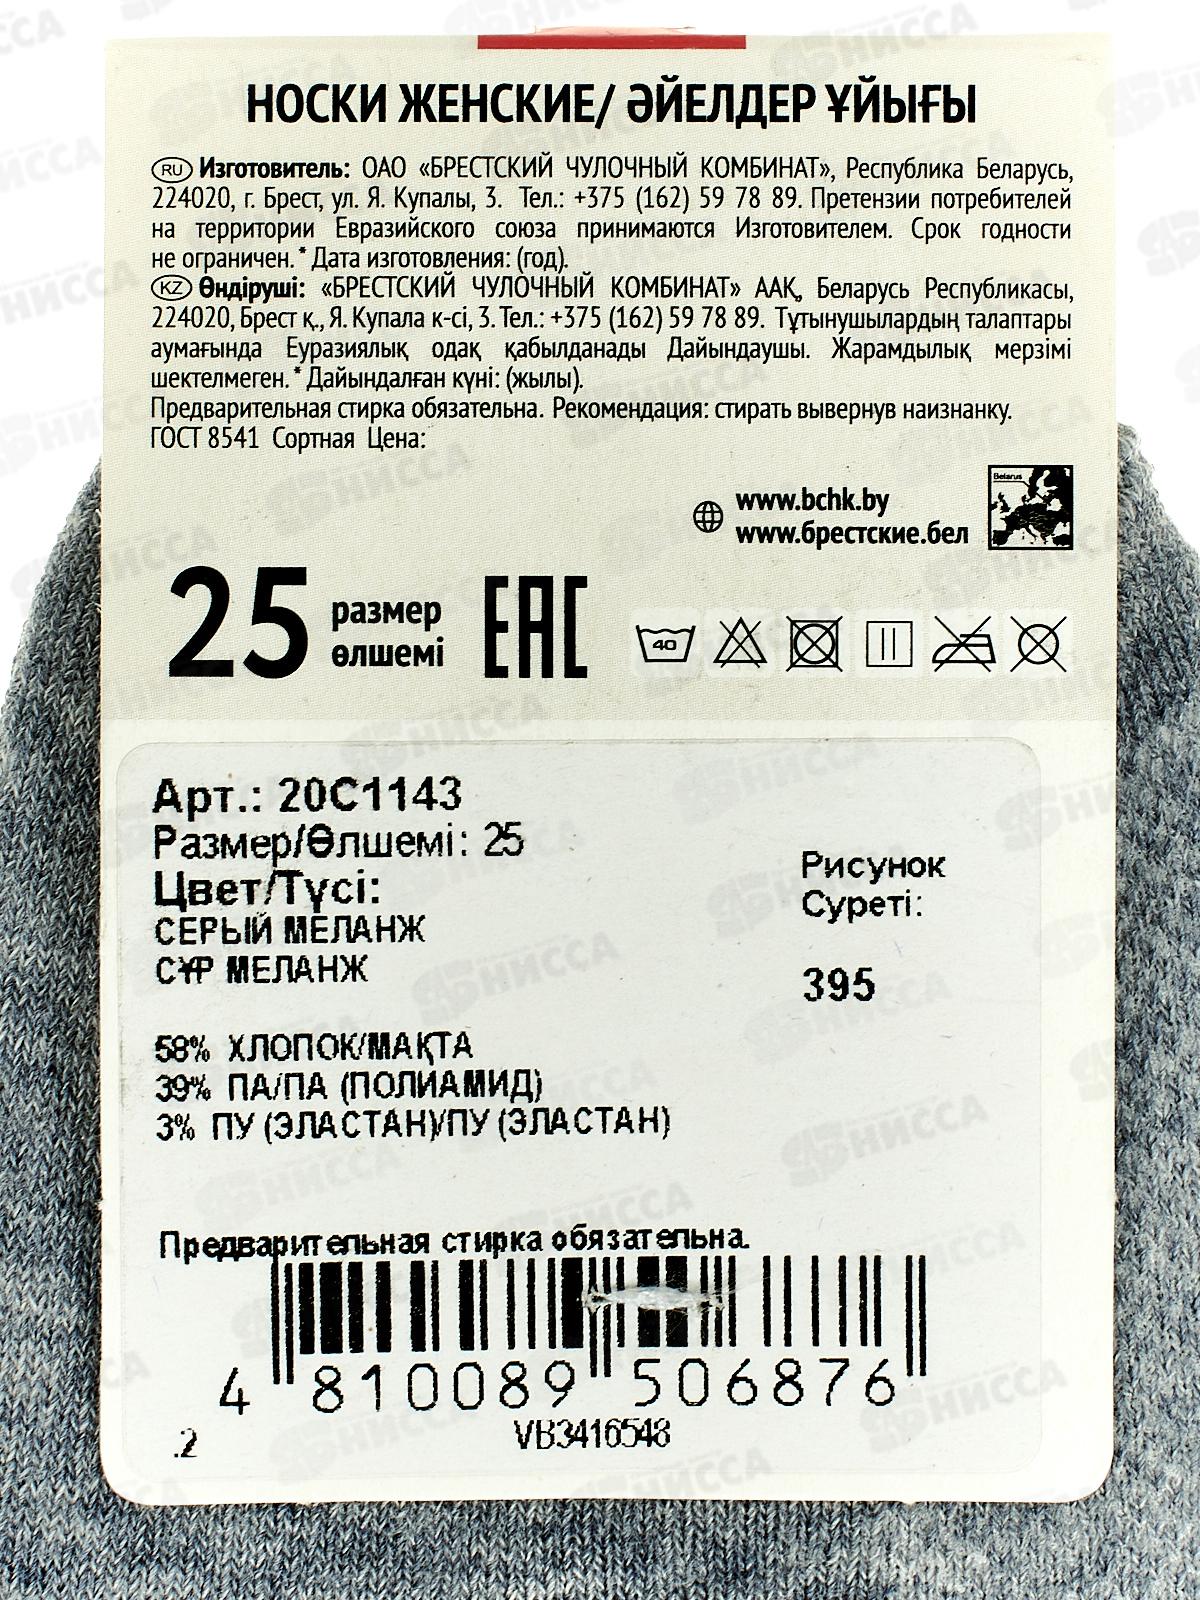 НОСКИ ЖЕНСКИЕ/ ӘЙЕЛДЕР ҰЙЫҒЫ
RU Изготовитель: ОАО «БРЕСТСКИЙ ЧУЛОЧНЫЙ КОМБИНАТ», Республика Беларусь,
224020, г. Брест, ул. Я. Купалы, 3. Тел.: +375 (162) 59 78 89. Претензии потребителей
на территории Евразийского союза принимаются Изготовителем. Срок годности
не ограничен.* Дата изготовления: (год).
KZ Өндіруші: «БРЕСТСКИЙ ЧУЛОЧНЫЙ КОМБИНАТ» ААҚ, Беларусь Республикасы,
224020, Брест қ., Я. Купала к-сі, 3. Тел.: +375 (162) 59 78 89. Тұтынушылардың талаптары
аумағында Еуразиялық одақ қабылданады Дайындаушы. Жарамдылық мерзімі
шектелмеген.* Дайындалған күні: (жылы).
Предварительная стирка обязательна. Рекомендация: стирать вывернув наизнанку.
ГОСТ 8541 Сортная Цена:
Belarus
www.bchk.by
www.брестские.бел
25 размер
өлшемі
EAC
40
Арт.: 20С1143
Размер/Өлшемі: 25
Цвет/Түсі:
СЕРЫЙ МЕЛАНЖ
СҰР МЕЛАНЖ
Рисунок
Суреті:
395
58% ХЛОПОК/МАҚТА
39% ПА/ПА (ПОЛИАМИД)
3% ПУ (ЭЛАСТАН)/ПУ (ЭЛАСТАН)
Предварительная стирка обязательна.
4 810089 506876
.2
VB3416548
НИССА